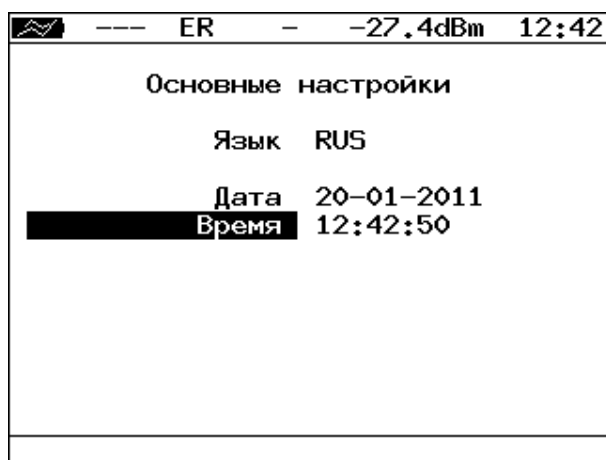 --- ER - -27.4dBm 12:42
Основные настройки
Язык RUS
Дата 20-01-2011
Время 12:42:50